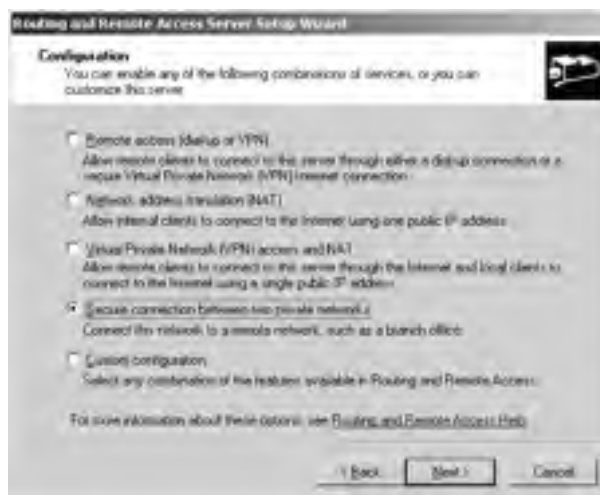 Routing and Remote Access Server Setup Wizard
Configuration
You can enable any of the following combinations of services, or you can
customize this server.
Remote access (dial-up or VPN)
Allow remote clients to connect to this server through either a dial-up connection or a
secure Virtual Private Network (VPN) Internet connection.
Network address translation (NAT)
Allow internal clients to connect to the Internet using one public IP address.
Virtual Private Network (VPN) access and NAT
Allow remote clients to connect to this server through the Internet and local clients to
connect to the Internet using a single public IP address.
Secure connection between two private networks
Connect this network to a remote network, such as a branch office.
Custom configuration
Select any combination of the features available in Routing and Remote Access.
For more information about these options, see Routing and Remote Access Help.
< Back Next > Cancel